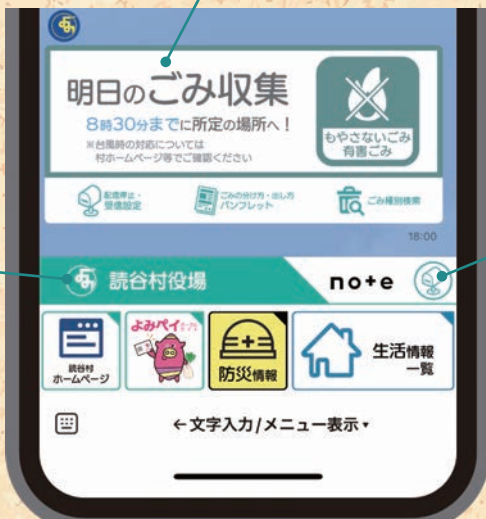 明日のごみ収集
8時30分までに所定の場所へ！
※台風時の対応については
村ホームページ等でご確認ください
もやさないごみ
有害ごみ
配信停止・
受信設定
ごみの分け方・出し方
パンフレット
ごみ種別検索
18:00
読谷村役場
note
読谷村
ホームページ
よみペイ
防災情報
生活情報
一覧
←文字入力/メニュー表示▾